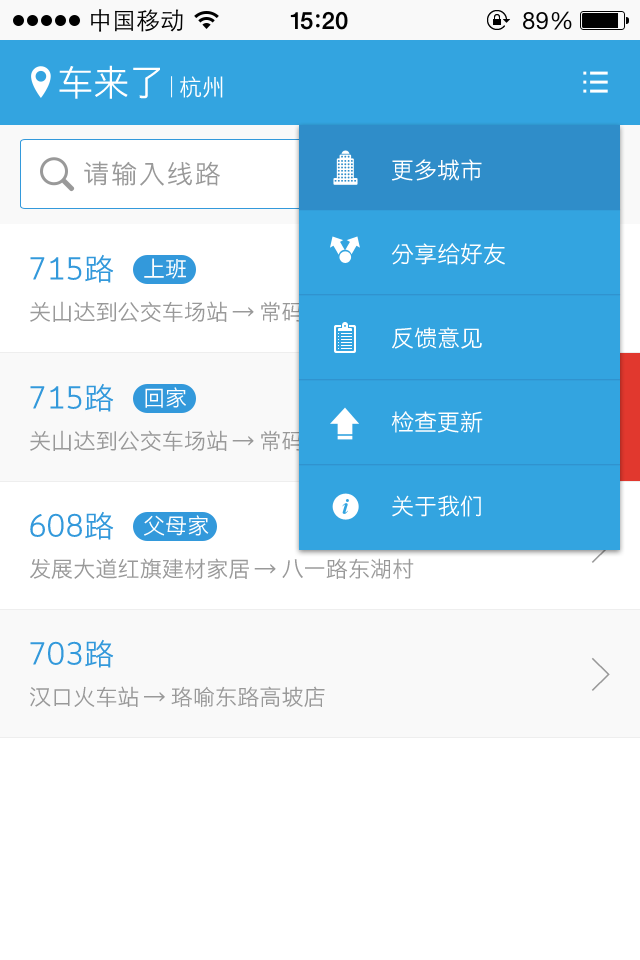 中国移动 15:20 89%
车来了 | 杭州
请输入线路
更多城市
分享给好友
反馈意见
检查更新
关于我们
715路 上班
关山达到公交车场站→常码
715路 回家
关山达到公交车场站→常码
608路 父母家
发展大道红旗建材家居→八一路东湖村
703路
汉口火车站→珞喻东路高坡店